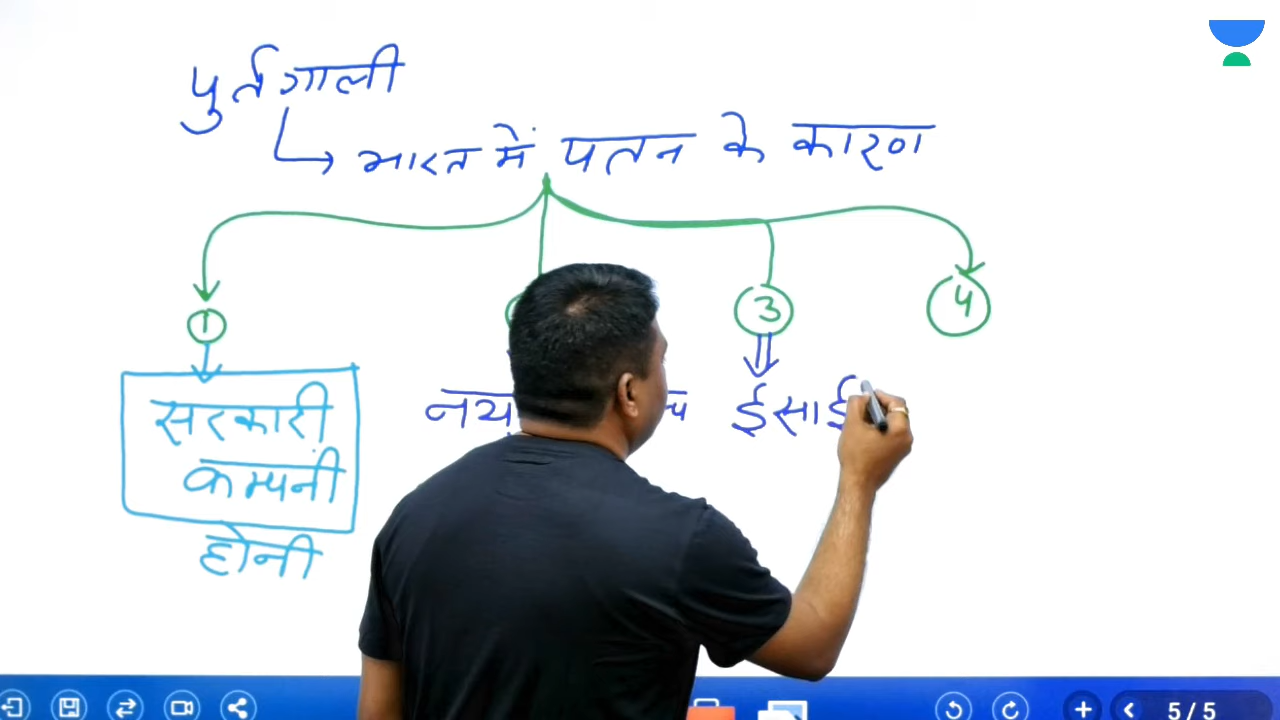 पुर्तगाली
भारत में पतन के कारण
1 3 4
सरकारी
कम्पनी
होनी
ईसाई
5 / 5